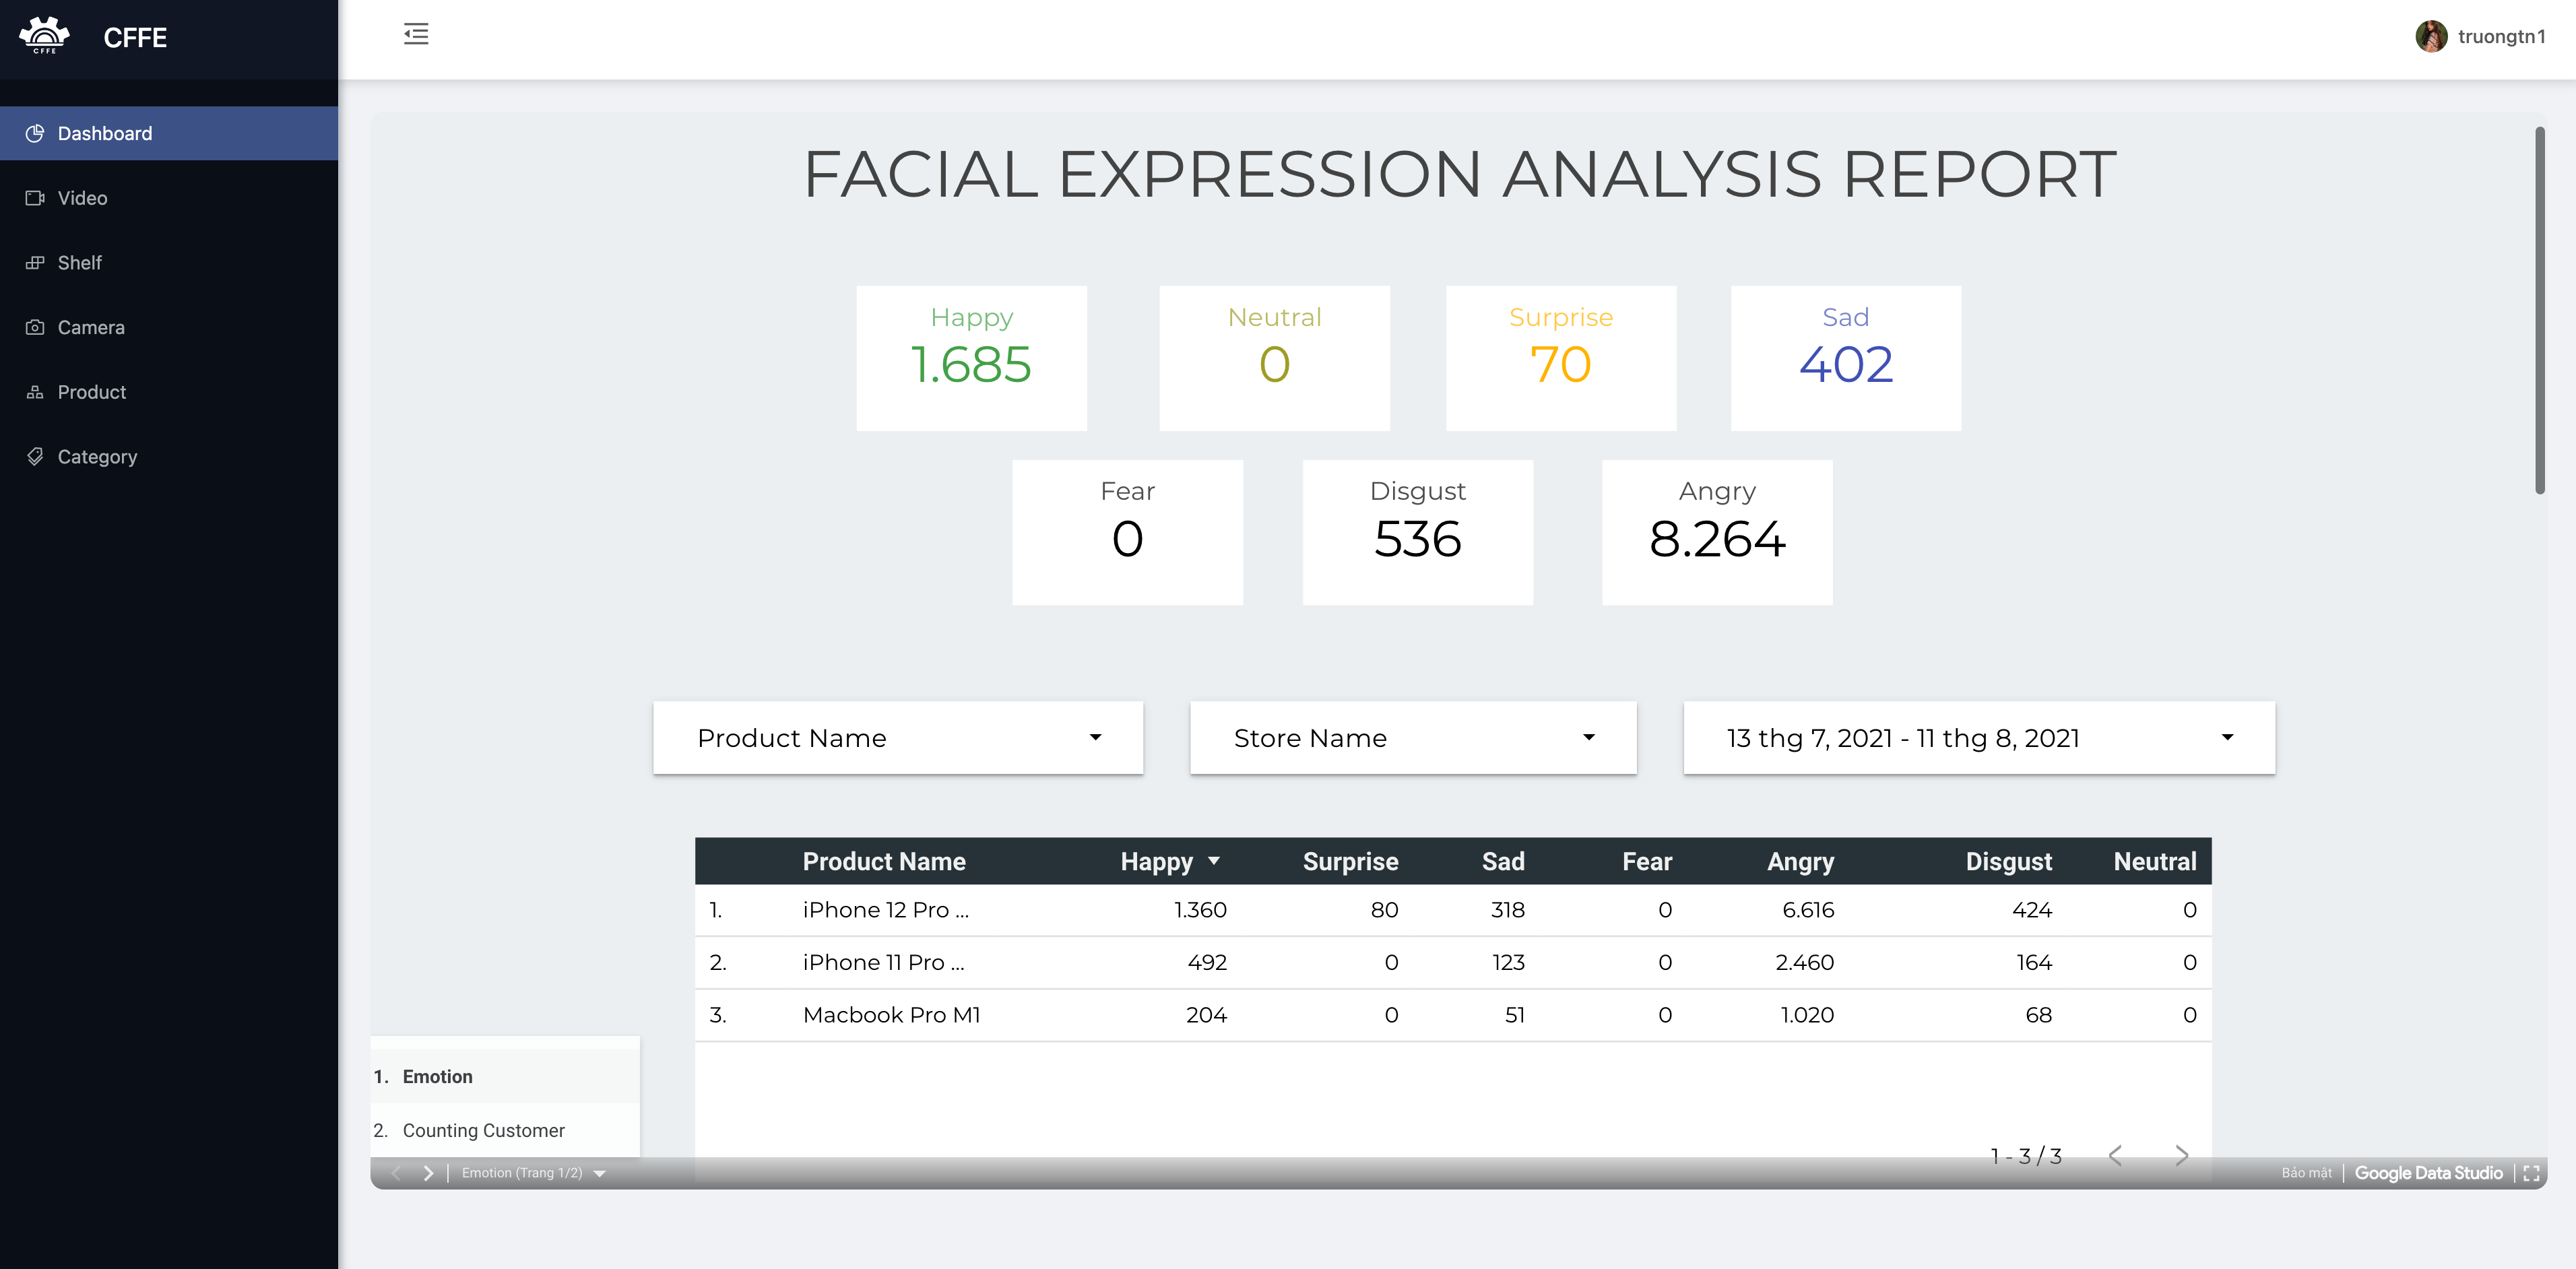 CFFE
CFFE
truongtn1
Dashboard
Video
Shelf
Camera
Product
Category
FACIAL EXPRESSION ANALYSIS REPORT
Happy Neutral Surprise Sad
1.685 0 70 402
Fear Disgust Angry
0 536 8.264
Product Name Store Name 13 thg 7, 2021 - 11 thg 8, 2021
Product Name Happy Surprise Sad Fear Angry Disgust Neutral
1. iPhone 12 Pro ... 1.360 80 318 0 6.616 424 0
2. iPhone 11 Pro ... 492 0 123 0 2.460 164 0
3. Macbook Pro M1 204 0 51 0 1.020 68 0
1. Emotion
2. Counting Customer
1 - 3 / 3
Emotion (Trang 1/2)
Bảo mật
Google Data Studio